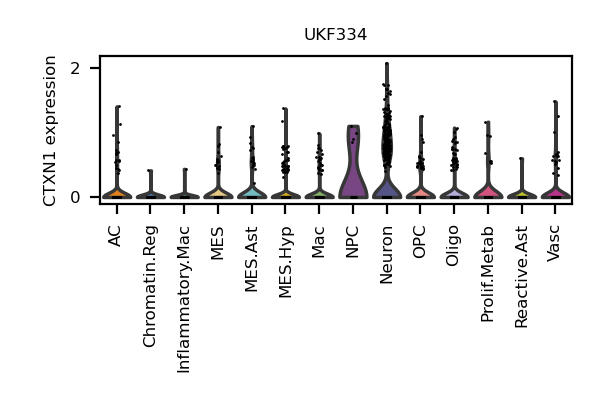 UKF334
CTXN1 expression
2
0
AC
Chromatin.Reg
Inflammatory.Mac
MES
MES.Ast
MES.Hyp
Mac
NPC
Neuron
OPC
Oligo
Prolif.Metab
Reactive.Ast
Vasc